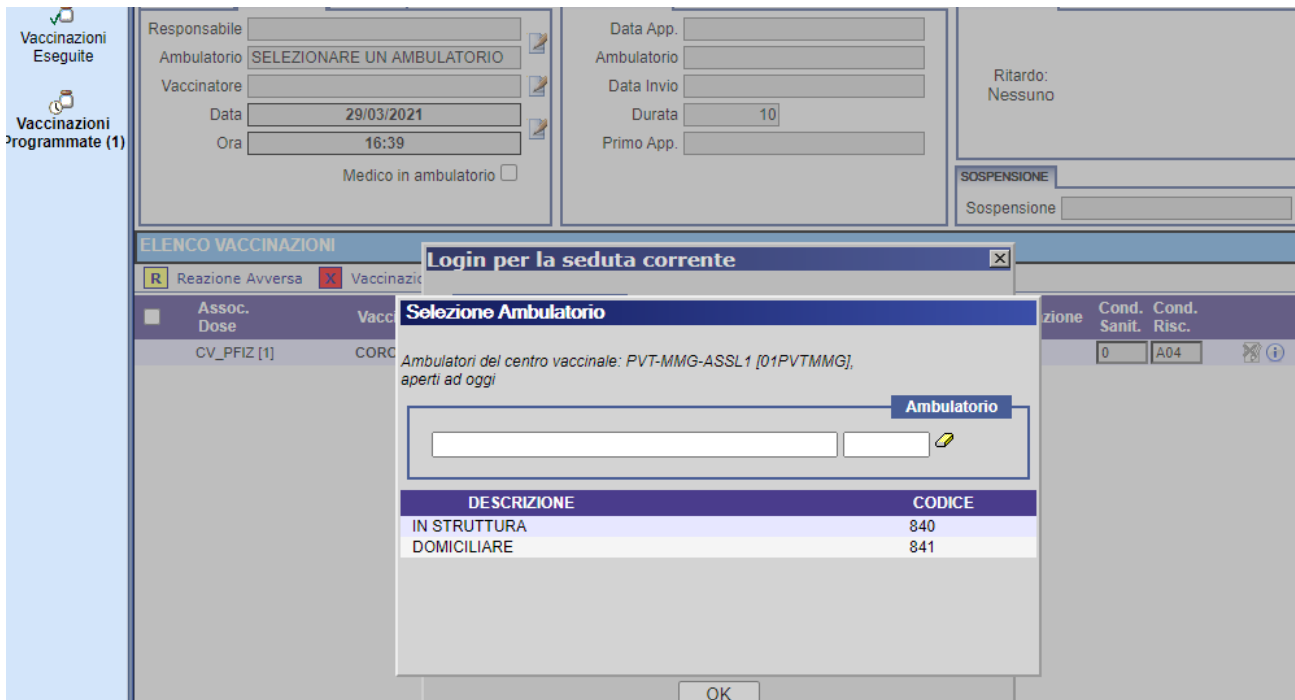 Vaccinazioni
Eseguite
Vaccinazioni
Programmate (1)
Responsabile
Ambulatorio SELEZIONARE UN AMBULATORIO
Vaccinatore
Data 29/03/2021
Ora 16:39
Medico in ambulatorio
Data App.
Ambulatorio
Data Invio
Durata 10
Primo App.
Ritardo:
Nessuno
SOSPENSIONE
Sospensione
ELENCO VACCINAZIONI
R Reazione Avversa X Vaccinazio
Login per la seduta corrente
Assoc.
Dose
Vacci
zione
Cond.
Sanit.
Cond.
Risc.
CV_PFIZ [1] CORO 0 A04
Selezione Ambulatorio
Ambulatori del centro vaccinale: PVT-MMG-ASSL1 [01PVTMMG],
aperti ad oggi
Ambulatorio
DESCRIZIONE CODICE
IN STRUTTURA 840
DOMICILIARE 841
OK